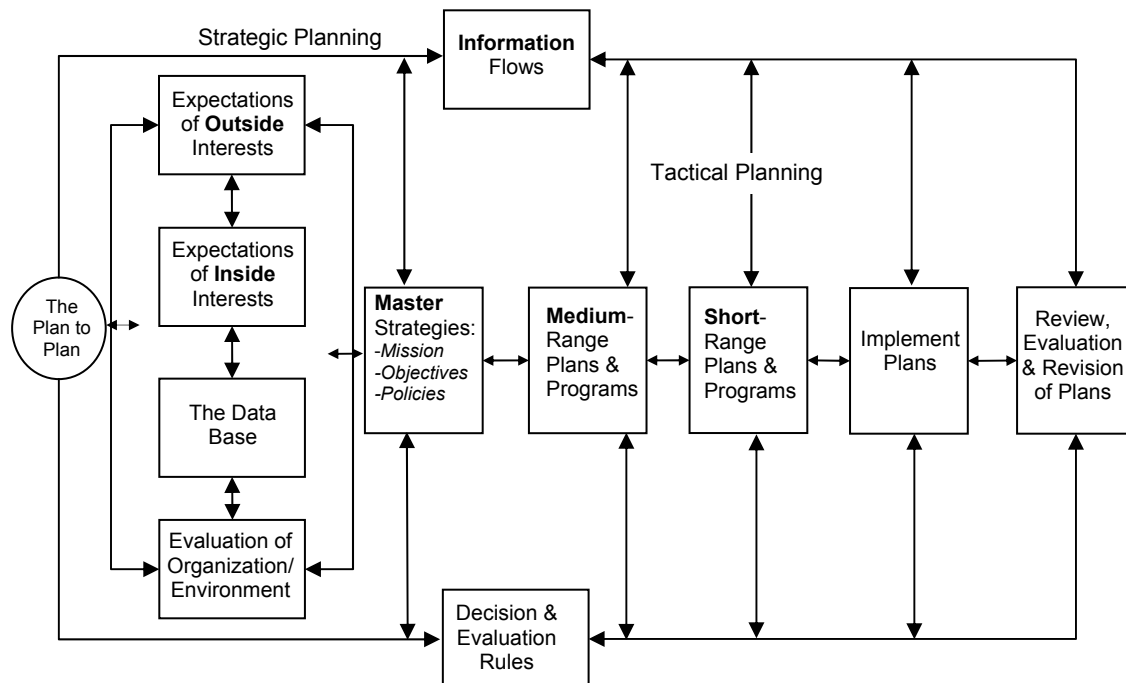 Strategic Planning
Information
Flows
Expectations
of Outside
Interests
Tactical Planning
Expectations
of Inside
Interests
The
Plan to
Plan
Master
Strategies:
-Mission
-Objectives
-Policies
Medium-
Range
Plans &
Programs
Short-
Range
Plans &
Programs
Implement
Plans
Review,
Evaluation
& Revision
of Plans
The Data
Base
Evaluation of
Organization/
Environment
Decision &
Evaluation
Rules